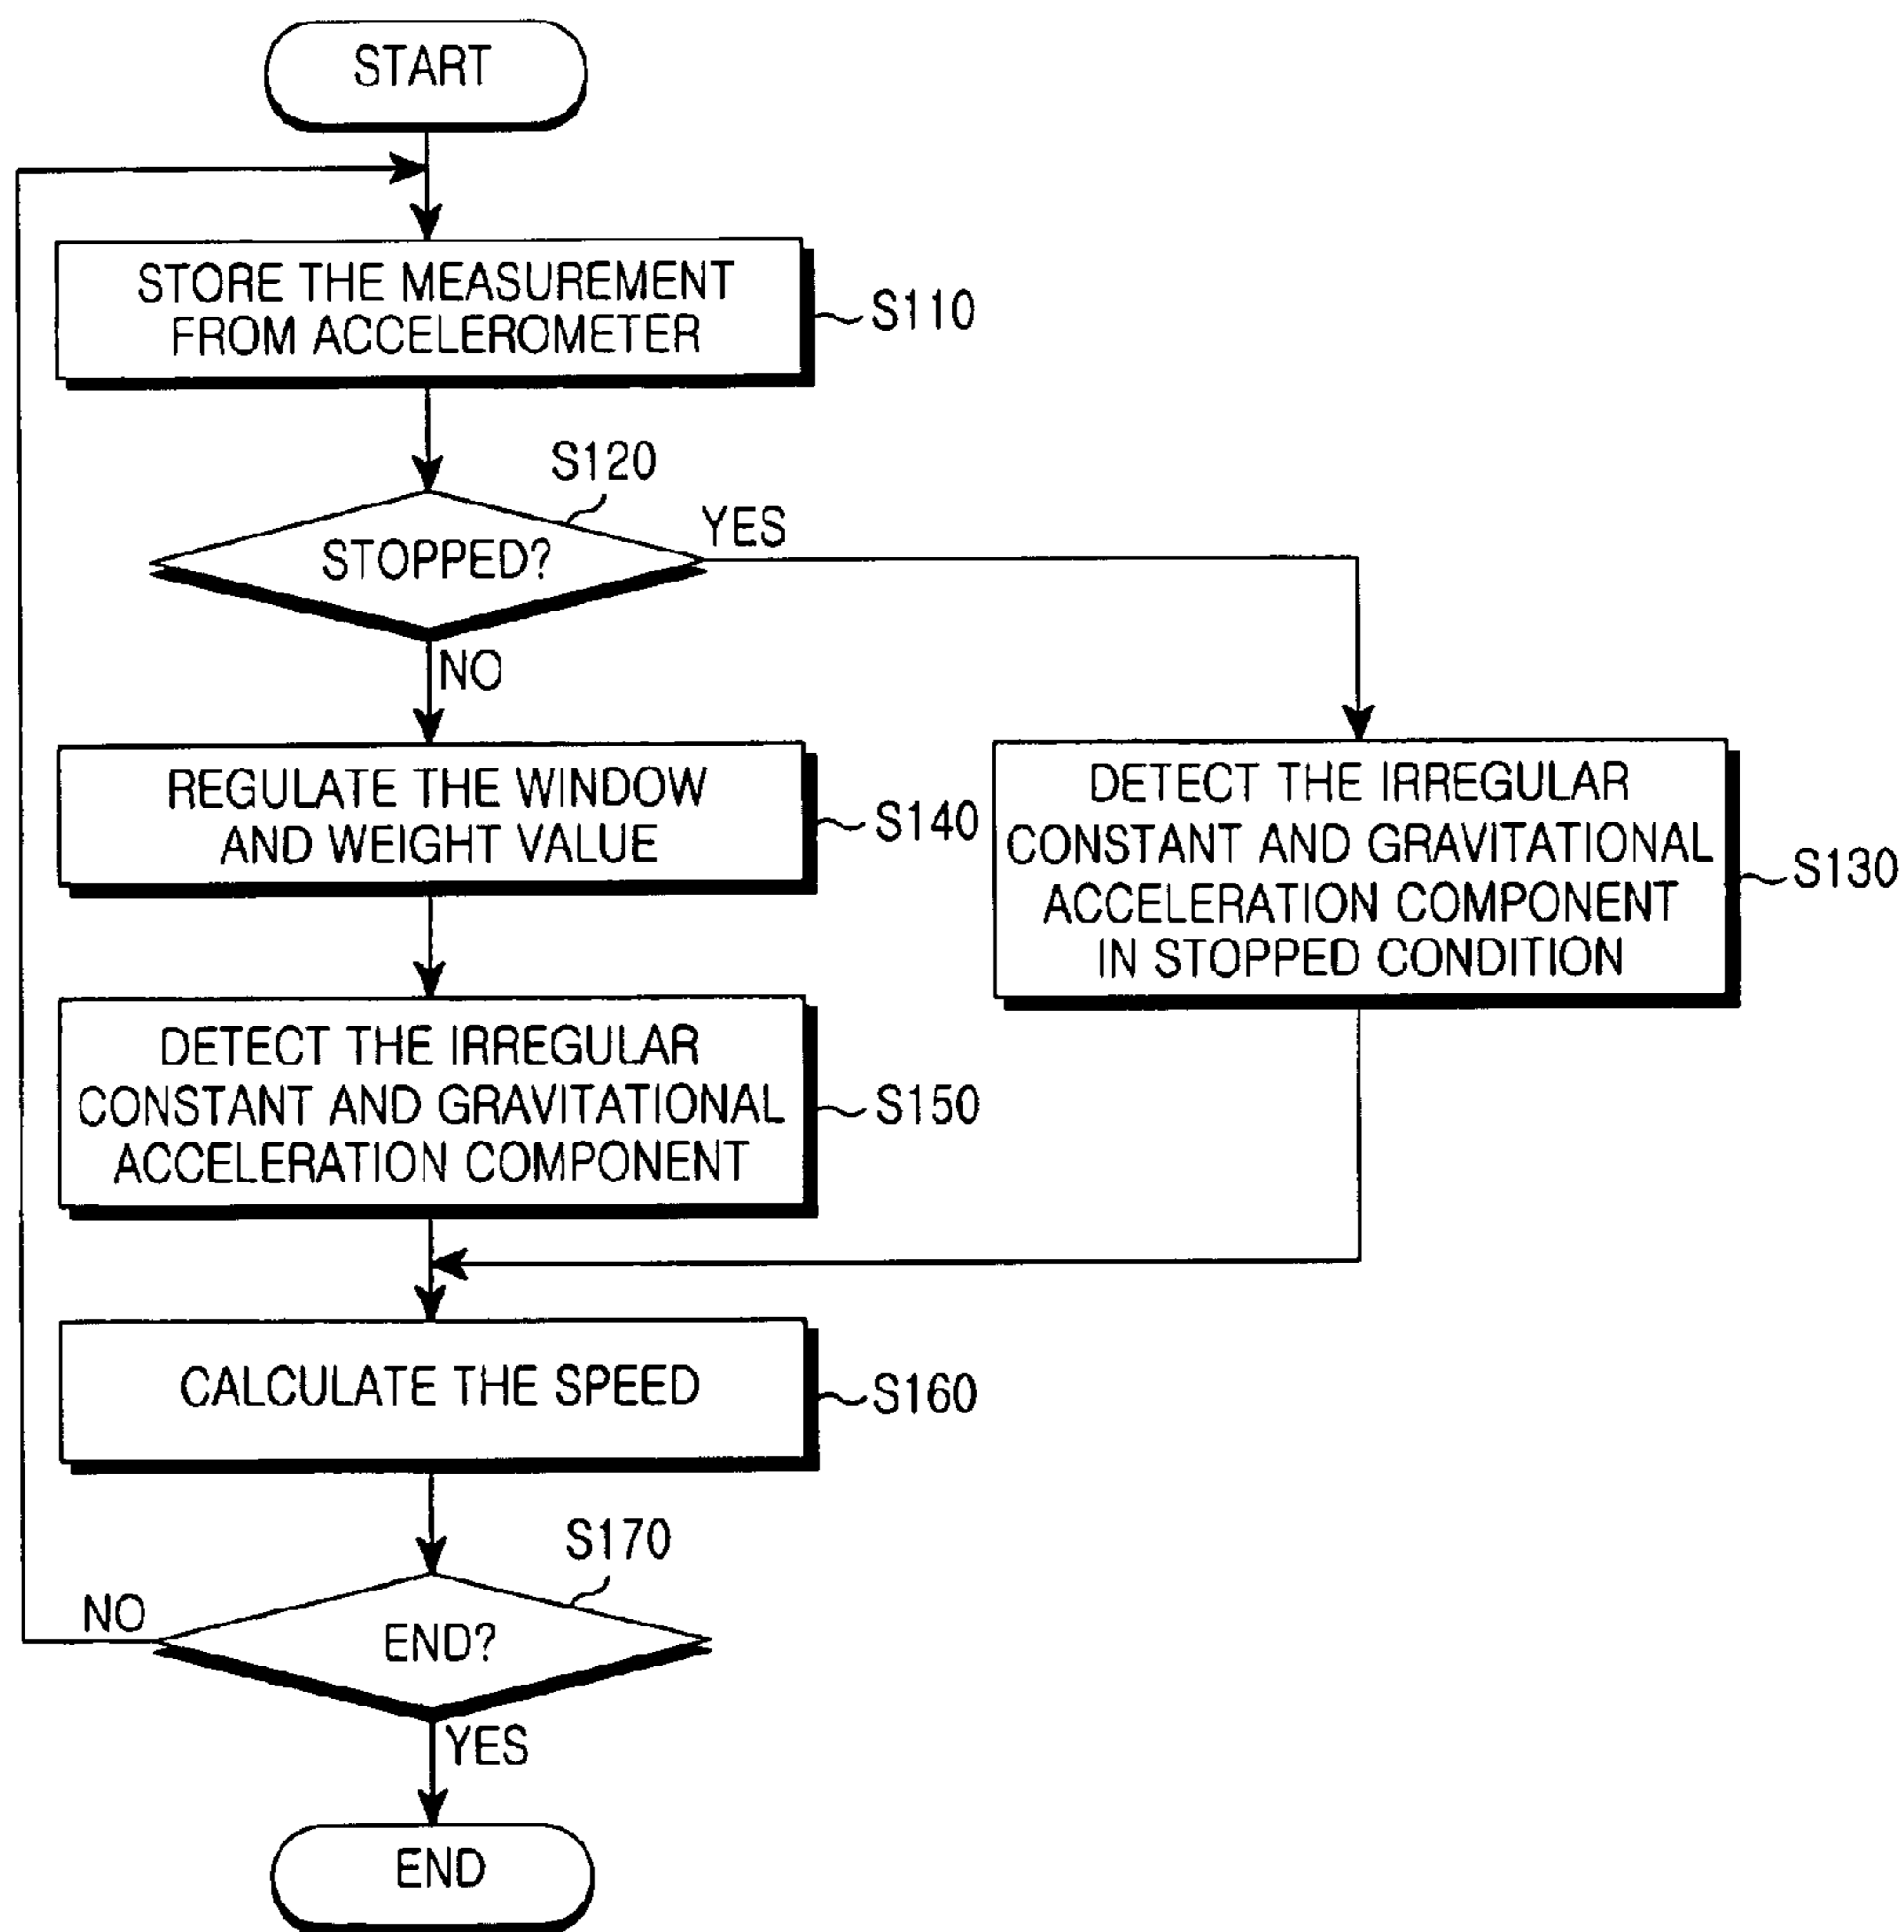 START
STORE THE MEASUREMENT
FROM ACCELEROMETER
S110
S120
STOPPED?
YES
NO
REGULATE THE WINDOW
AND WEIGHT VALUE
S140
DETECT THE IRREGULAR
CONSTANT AND GRAVITATIONAL
ACCELERATION COMPONENT
IN STOPPED CONDITION
S130
DETECT THE IRREGULAR
CONSTANT AND GRAVITATIONAL
ACCELERATION COMPONENT
S150
CALCULATE THE SPEED
S160
S170
END?
NO
YES
END